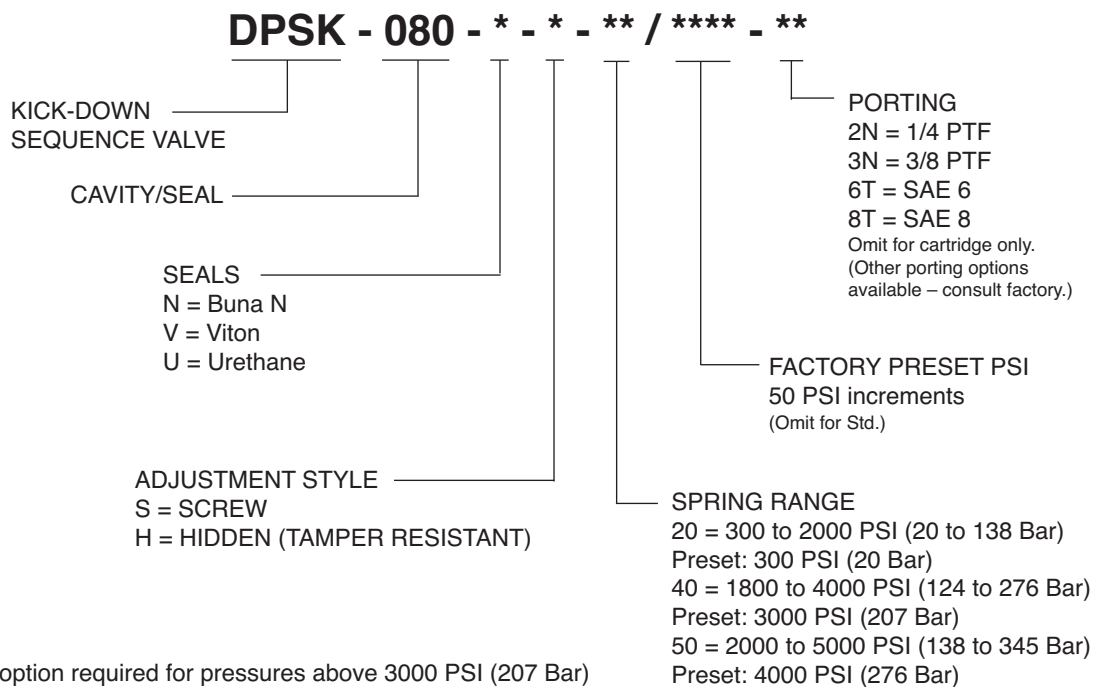 DPSK - 080 - * - * - ** / **** - **
KICK-DOWN
SEQUENCE VALVE
CAVITY/SEAL
SEALS
N = Buna N
V = Viton
U = Urethane
ADJUSTMENT STYLE
S = SCREW
H = HIDDEN (TAMPER RESISTANT)
PORTING
2N = 1/4 PTF
3N = 3/8 PTF
6T = SAE 6
8T = SAE 8
Omit for cartridge only.
(Other porting options
available – consult factory.)
FACTORY PRESET PSI
50 PSI increments
(Omit for Std.)
SPRING RANGE
20 = 300 to 2000 PSI (20 to 138 Bar)
Preset: 300 PSI (20 Bar)
40 = 1800 to 4000 PSI (124 to 276 Bar)
Preset: 3000 PSI (207 Bar)
50 = 2000 to 5000 PSI (138 to 345 Bar)
Preset: 4000 PSI (276 Bar)
option required for pressures above 3000 PSI (207 Bar)